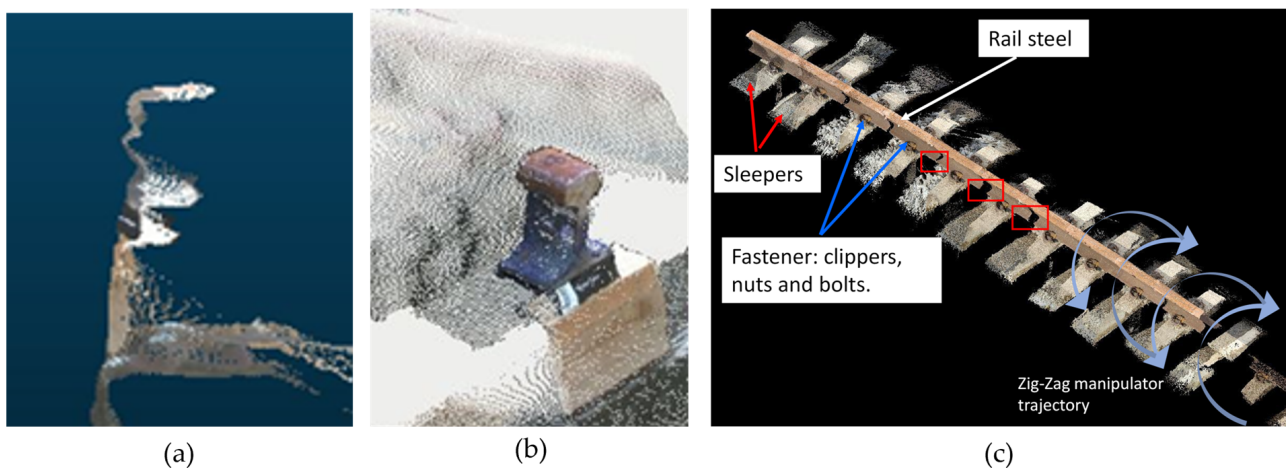 Rail steel
Sleepers
Fastener: clippers,
nuts and bolts.
Zig-Zag manipulator
trajectory
(a)
(b)
(c)